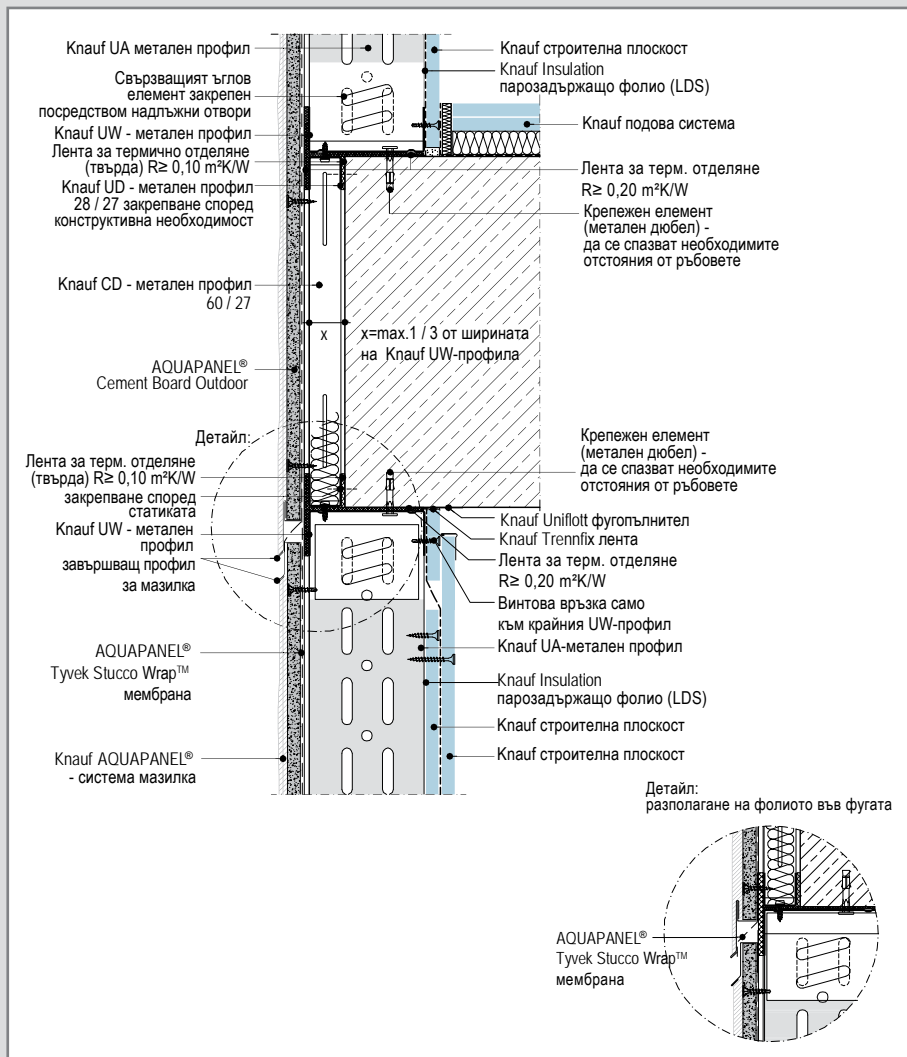 Knauf UA метален профил
Свързващият ъглов
елемент закрепен
посредством надлъжни отвори
Knauf UW - метален профил
Лента за термично отделяне
(твърда) R≥ 0,10 m²K/W
Knauf UD - метален профил
28 / 27 закрепване според
конструктивна необходимост
Knauf CD - метален профил
60 / 27
AQUAPANEL®
Cement Board Outdoor
Детайл:
Лента за терм. отделяне
(твърда) R≥ 0,10 m²K/W
закрепване според
статиката
Knauf UW - метален
профил
завършващ профил
за мазилка
AQUAPANEL®
Tyvek Stucco Wrap™
мембрана
Knauf AQUAPANEL®
- система мазилка
x
x=max.1 / 3 от ширината
на Knauf UW-профила
Knauf строителна плоскост
Knauf Insulation
парозадържащо фолио (LDS)
Knauf подова система
Лента за терм. отделяне
R≥ 0,20 m²K/W
Крепежен елемент
(метален дюбел) -
да се спазват необходимите
отстояния от ръбовете
Крепежен елемент
(метален дюбел) -
да се спазват необходимите
отстояния от ръбовете
Knauf Uniflott фугопълнител
Knauf Trennfix лента
Лента за терм. отделяне
R≥ 0,20 m²K/W
Винтова връзка само
към крайния UW-профил
Knauf UA-метален профил
Knauf Insulation
парозадържащо фолио (LDS)
Knauf строителна плоскост
Knauf строителна плоскост
Детайл:
разполагане на фолиото във фугата
AQUAPANEL®
Tyvek Stucco Wrap™
мембрана